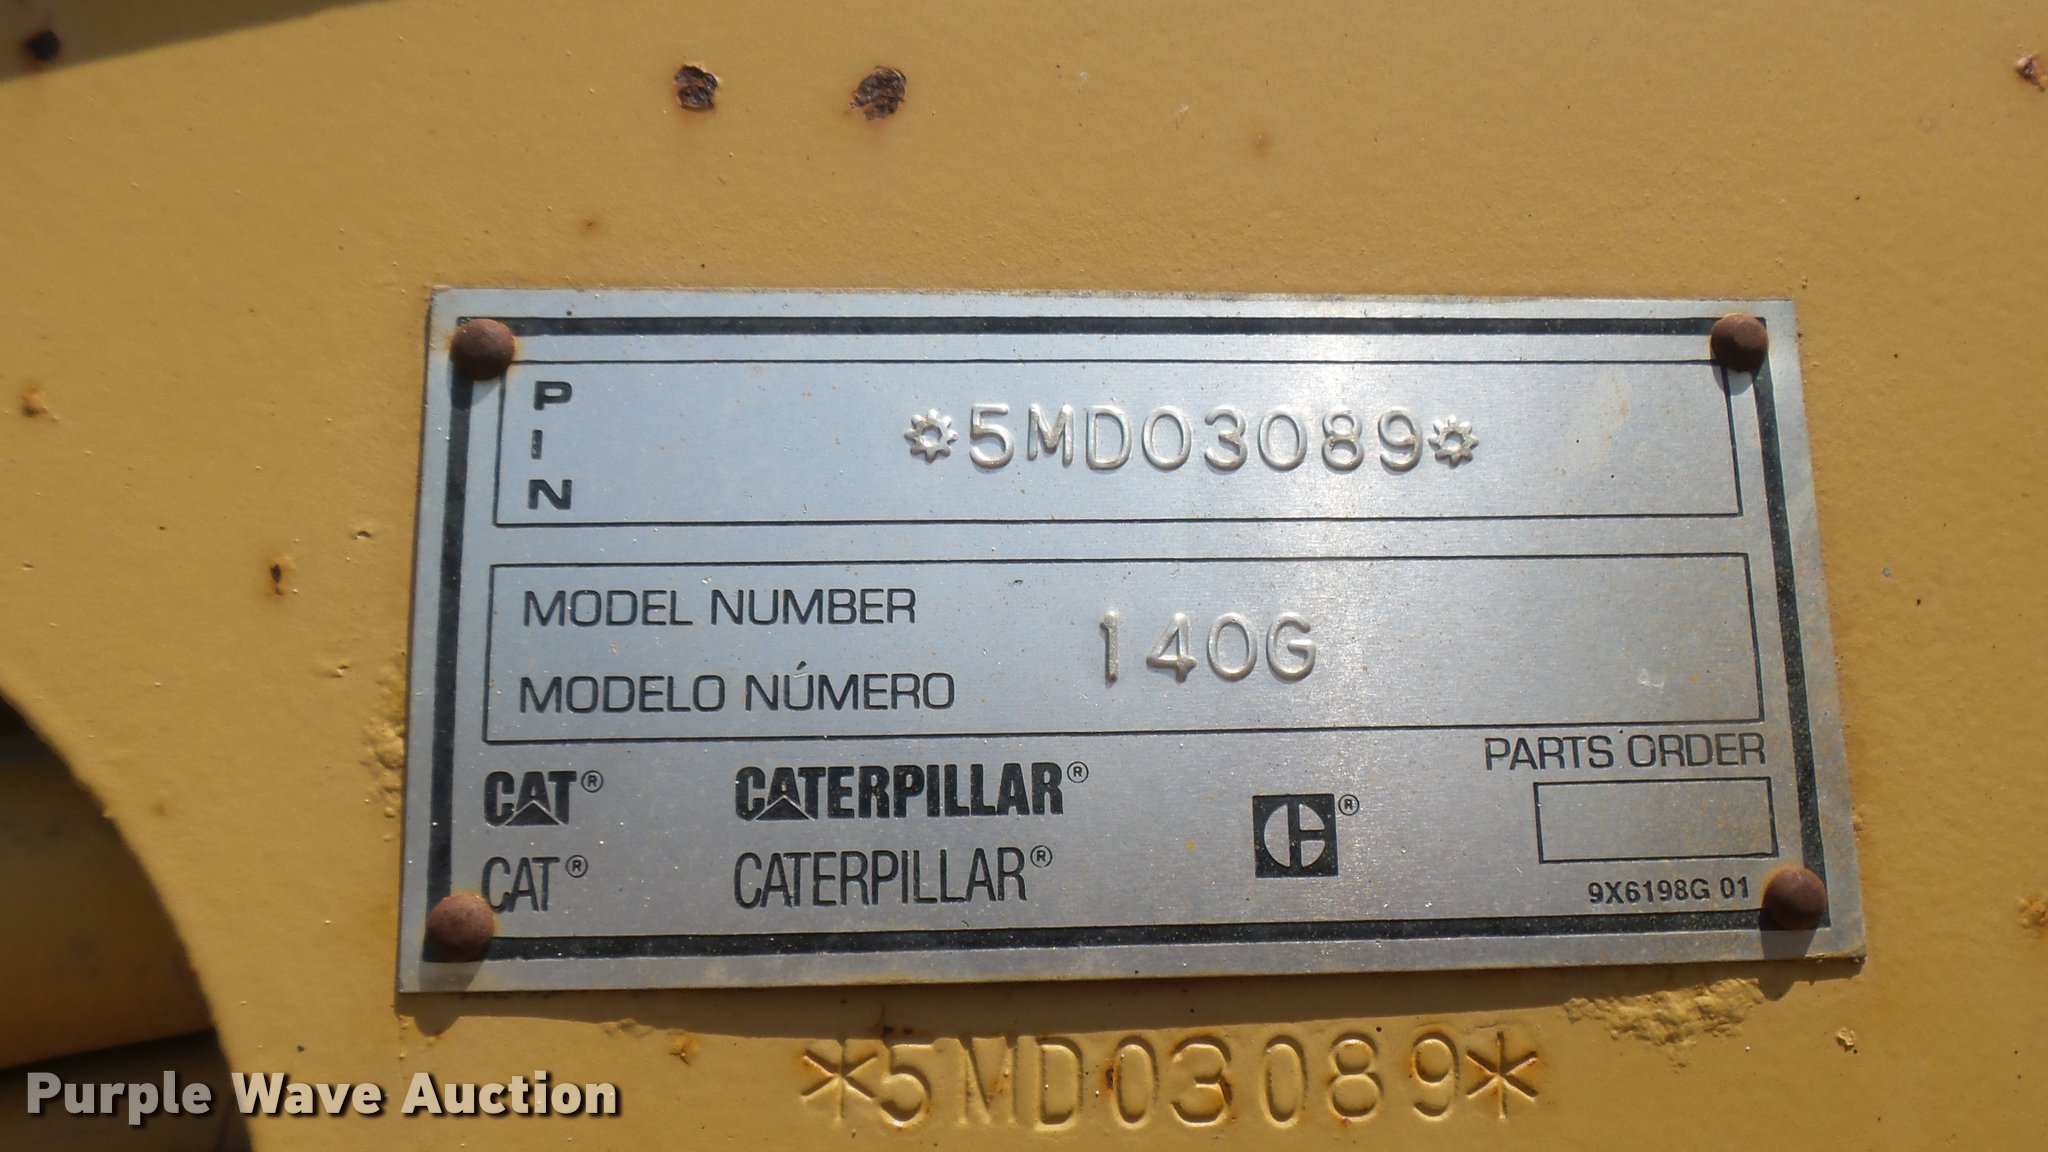 PIN
*5MD03089*
MODEL NUMBER
MODELO NÚMERO
140G
CAT® CATERPILLAR® ®
CAT® CATERPILLAR®
PARTS ORDER
9X6198G 01
*5MD03089*
Purple Wave Auction